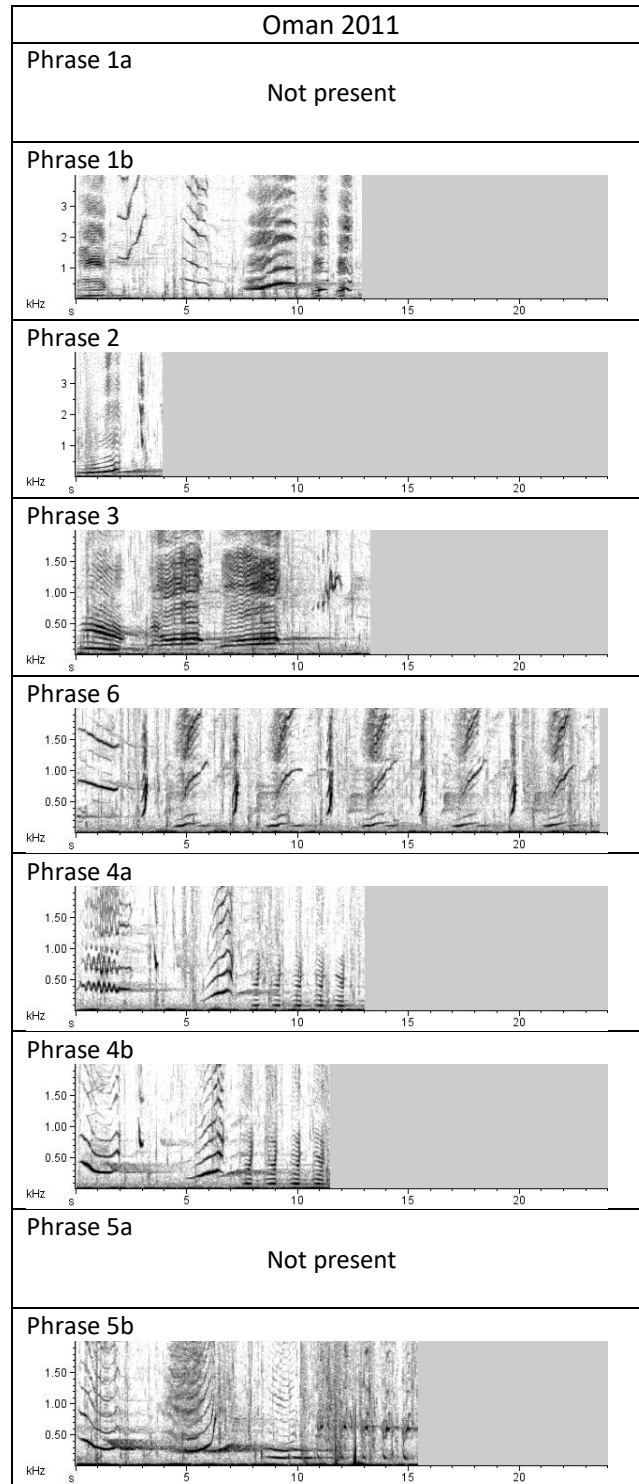 Oman 2011
Phrase 1a
Not present
Phrase 1b
3
2
1
kHz
s 5 10 15 20
Phrase 2
3
2
1
kHz
s 5 10 15 20
Phrase 3
1.50
1.00
0.50
kHz
s 5 10 15 20
Phrase 6
1.50
1.00
0.50
kHz
s 5 10 15 20
Phrase 4a
1.50
1.00
0.50
kHz
s 5 10 15 20
Phrase 4b
1.50
1.00
0.50
kHz
s 5 10 15 20
Phrase 5a
Not present
Phrase 5b
1.50
1.00
0.50
kHz
s 5 10 15 20